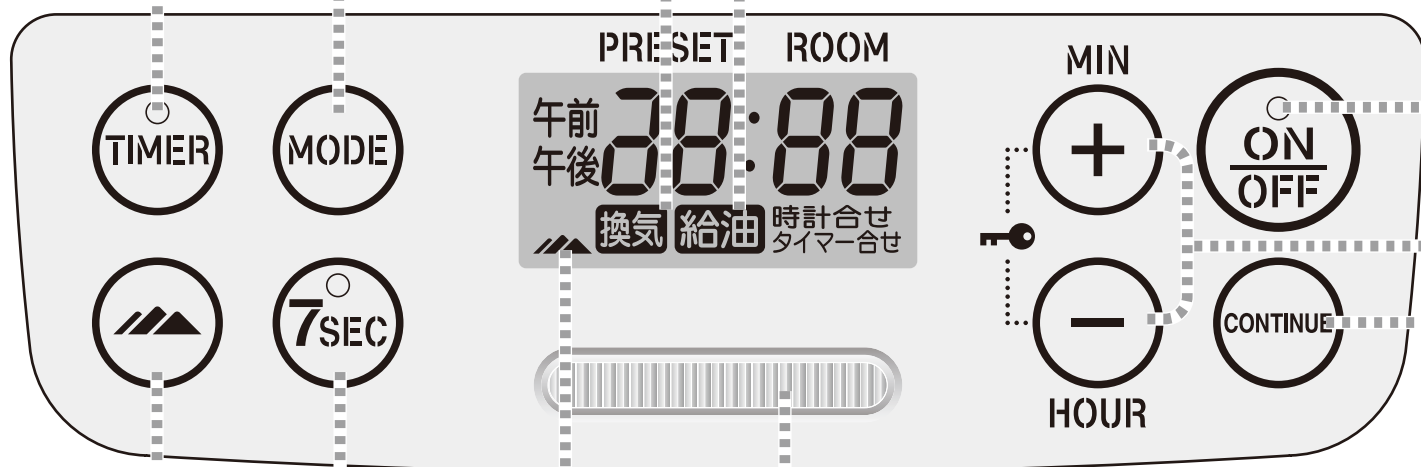 PRESET ROOM
MIN
午前
午後
28:88
換気 給油 時計合せ
タイマー合せ
TIMER
MODE
+
ON
OFF
7SEC
−
CONTINUE
HOUR